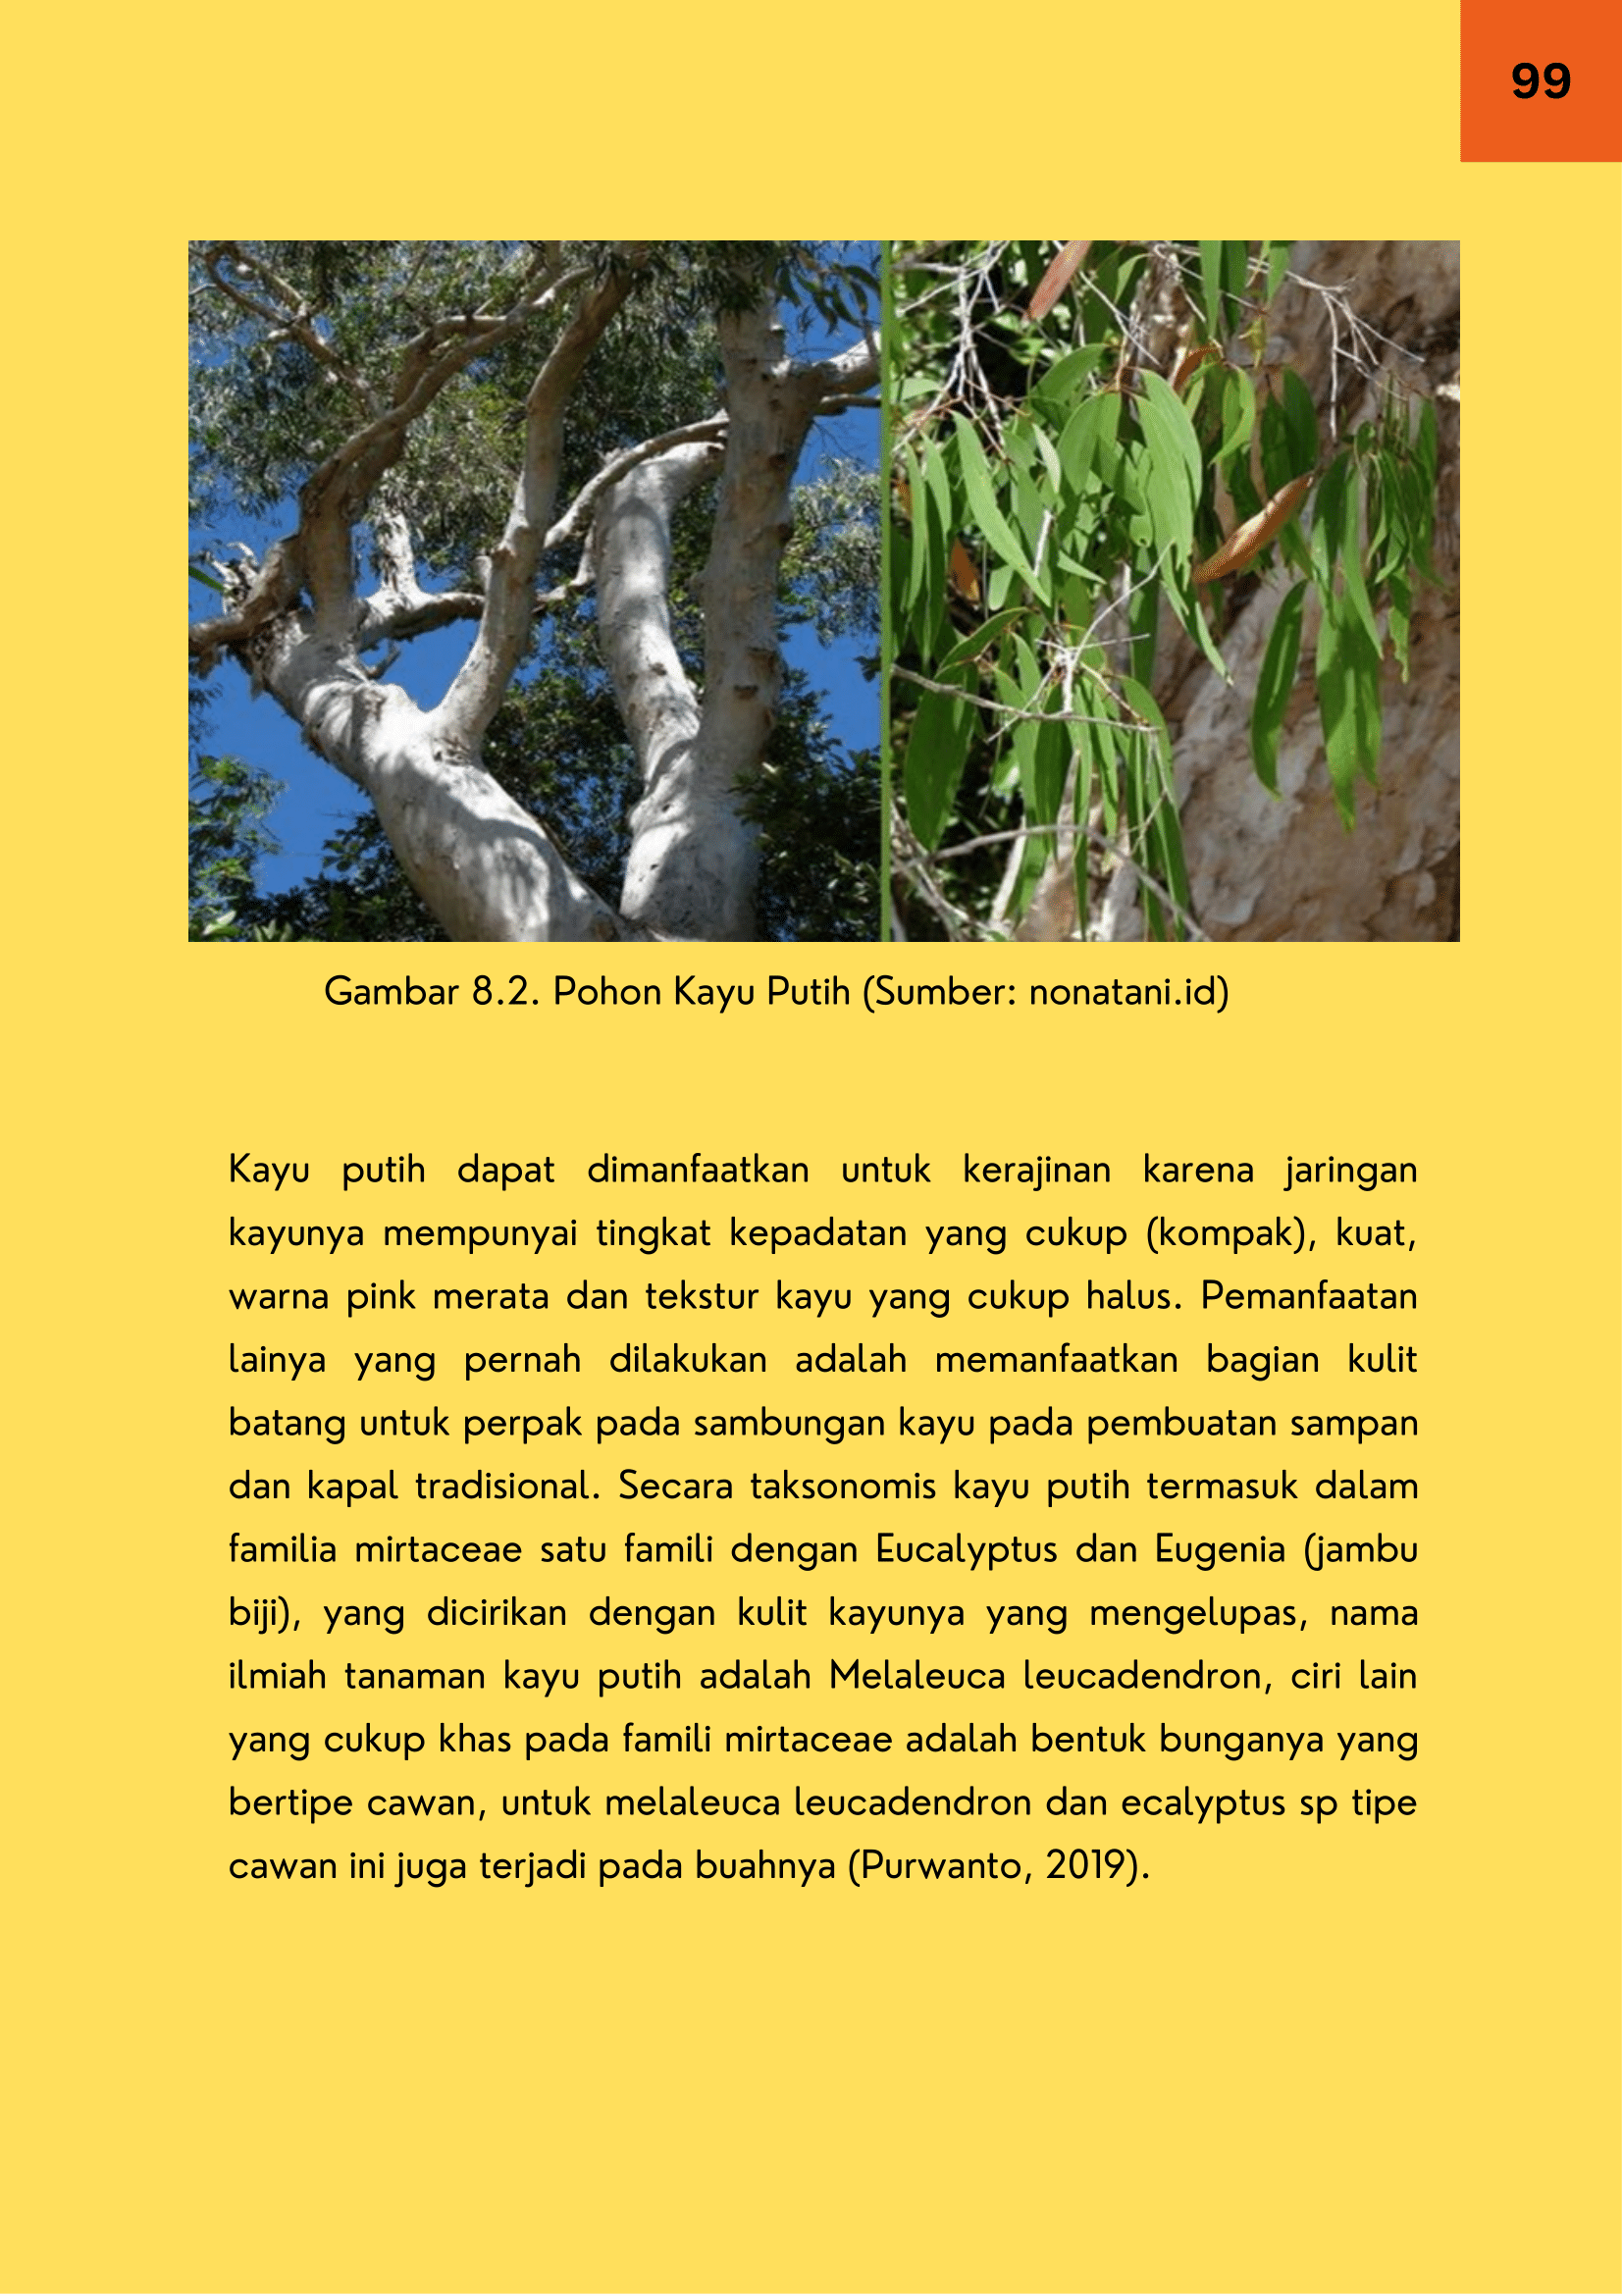 99
Gambar 8.2. Pohon Kayu Putih (Sumber: nonatani.id)
Kayu putih dapat dimanfaatkan untuk kerajinan karena jaringan
kayunya mempunyai tingkat kepadatan yang cukup (kompak), kuat,
warna pink merata dan tekstur kayu yang cukup halus. Pemanfaatan
lainya yang pernah dilakukan adalah memanfaatkan bagian kulit
batang untuk perpak pada sambungan kayu pada pembuatan sampan
dan kapal tradisional. Secara taksonomis kayu putih termasuk dalam
familia mirtaceae satu famili dengan Eucalyptus dan Eugenia (jambu
biji), yang dicirikan dengan kulit kayunya yang mengelupas, nama
ilmiah tanaman kayu putih adalah Melaleuca leucadendron, ciri lain
yang cukup khas pada famili mirtaceae adalah bentuk bunganya yang
bertipe cawan, untuk melaleuca leucadendron dan ecalyptus sp tipe
cawan ini juga terjadi pada buahnya (Purwanto, 2019).